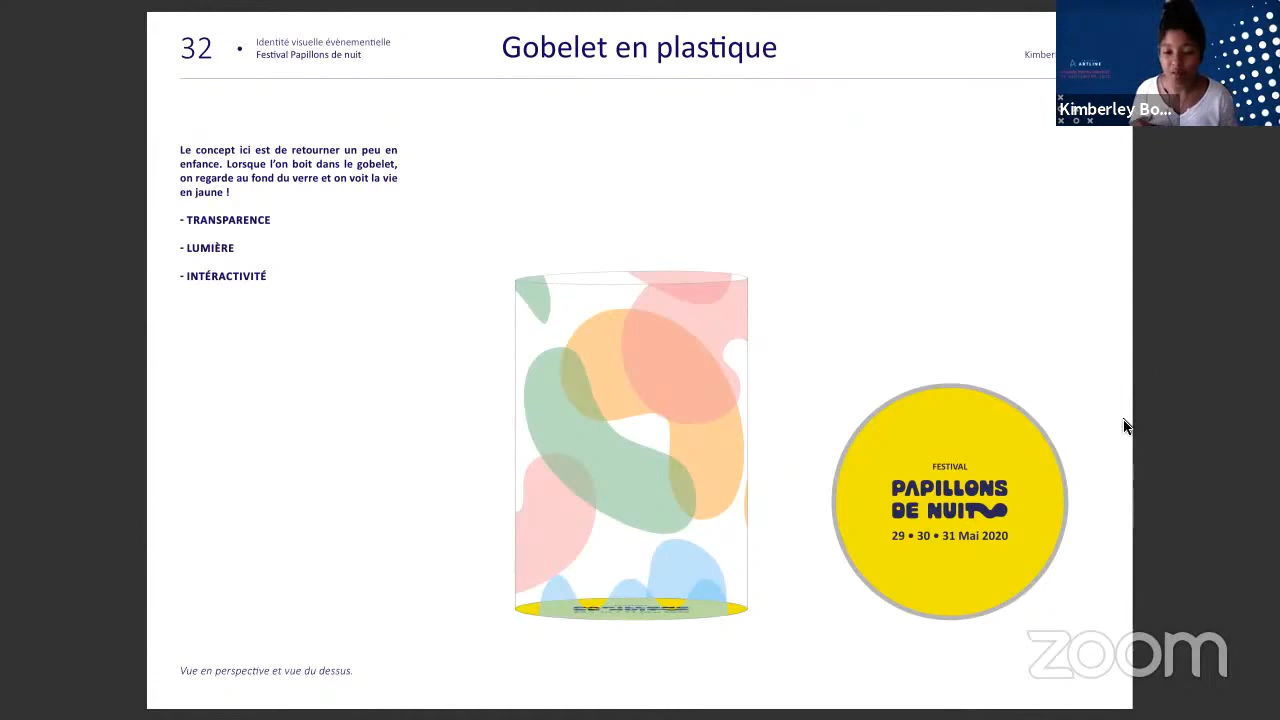 32
•
Identité visuelle évènementielle
Festival Papillons de nuit
Gobelet en plastique
Kimber
ARTLINE
Kimberley Bo...
Le concept ici est de retourner un peu en
enfance. Lorsque l'on boit dans le gobelet,
on regarde au fond du verre et on voit la vie
en jaune !
- TRANSPARENCE
- LUMIÈRE
- INTÉRACTIVITÉ
FESTIVAL
PAPILLONS
DE NUIT
29 • 30 • 31 Mai 2020
Vue en perspective et vue du dessus.
zoom